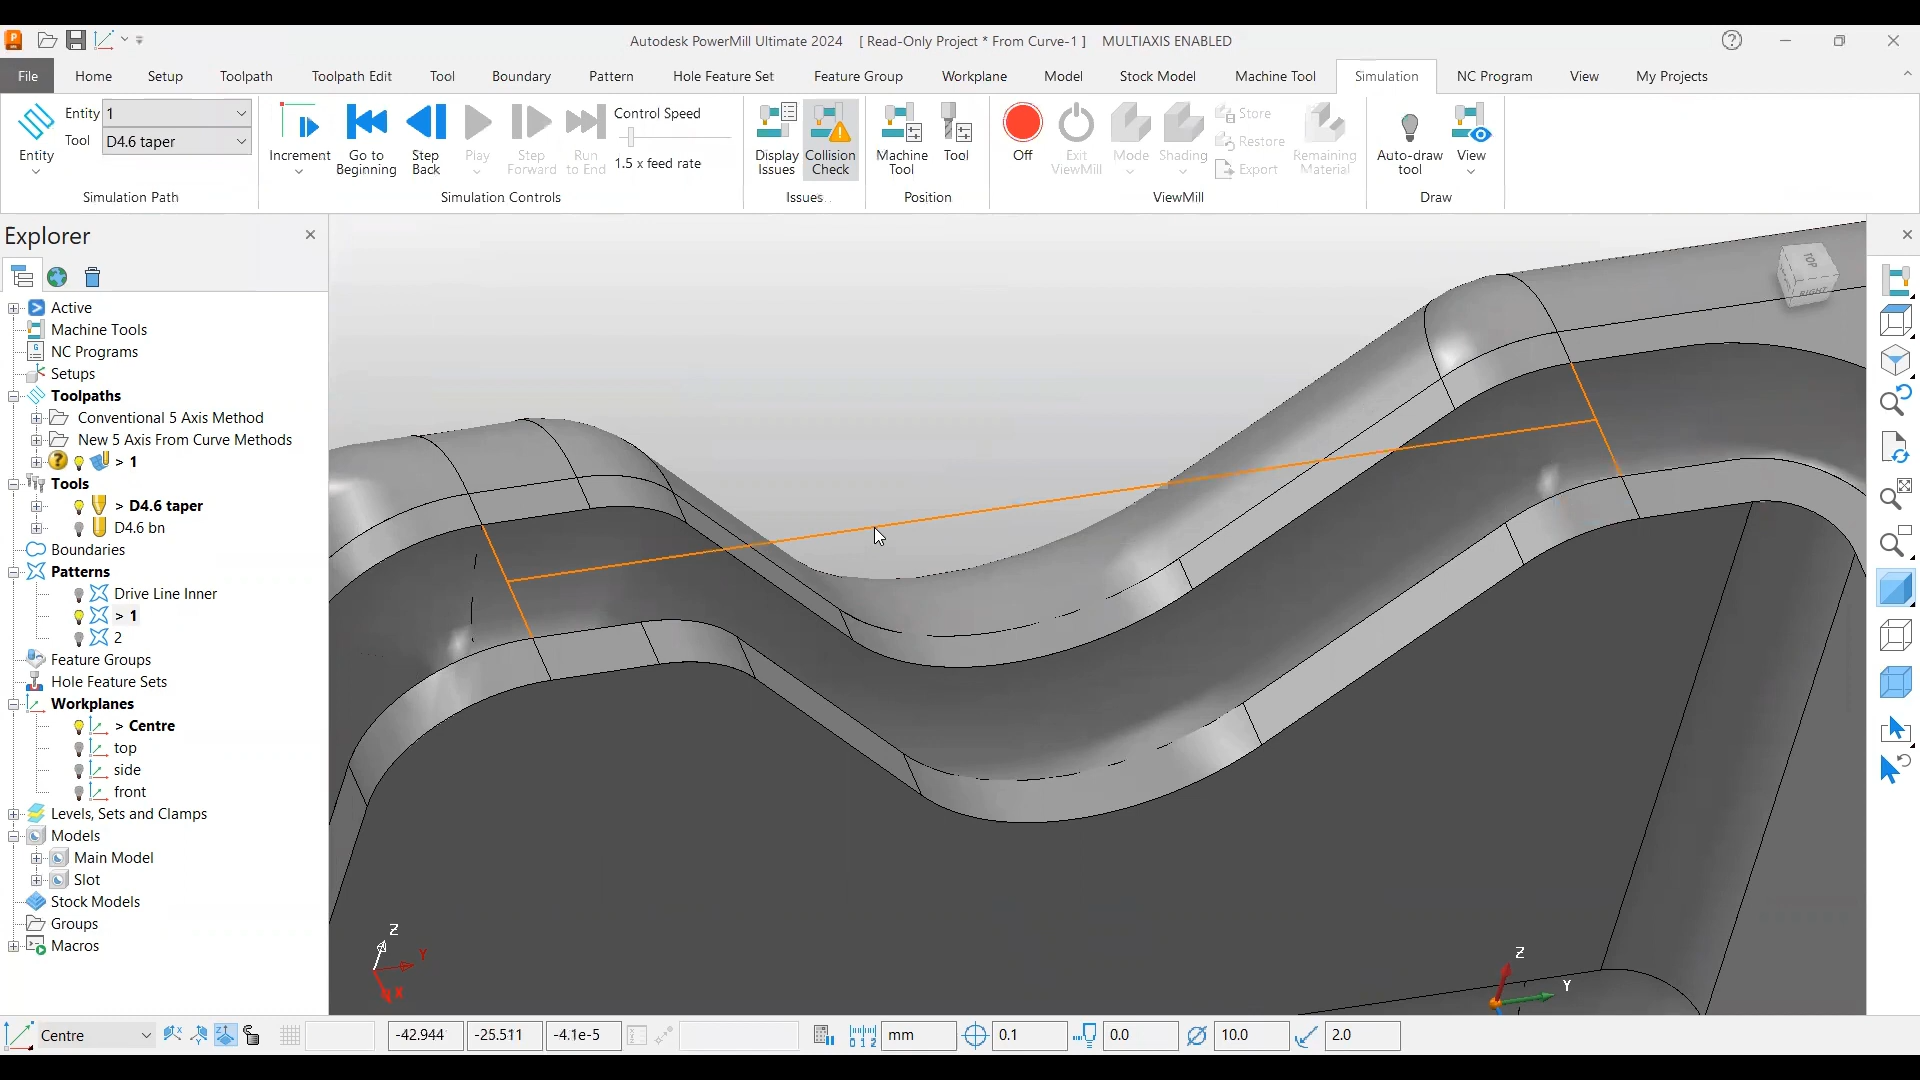 Autodesk PowerMill Ultimate 2024 [ Read-Only Project * From Curve-1 ] MULTIAXIS ENABLED
File Home Setup Toolpath Toolpath Edit Tool Boundary Pattern Hole Feature Set Feature Group Workplane Model Stock Model Machine Tool Simulation NC Program View My Projects
Entity 1
Tool D4.6 taper
Entity
Simulation Path
Increment
Go to Beginning
Step Back
Play
Step Forward
Run to End
Control Speed
1.5 x feed rate
Simulation Controls
Display Issues
Collision Check
Issues
Machine Tool
Tool
Position
Off
Exit ViewMill
Mode
Shading
Store
Restore
Export
Remaining Material
ViewMill
Auto-draw tool
View
Draw
Explorer
Active
Machine Tools
NC Programs
Setups
Toolpaths
Conventional 5 Axis Method
New 5 Axis From Curve Methods
> 1
Tools
> D4.6 taper
D4.6 bn
Boundaries
Patterns
Drive Line Inner
> 1
2
Feature Groups
Hole Feature Sets
Workplanes
> Centre
top
side
front
Levels, Sets and Clamps
Models
Main Model
Slot
Stock Models
Groups
Macros
TOP
RIGHT
Z
Y
X
Z
Y
Centre -42.944 -25.511 -4.1e-5 mm 0.1 0.0 10.0 2.0